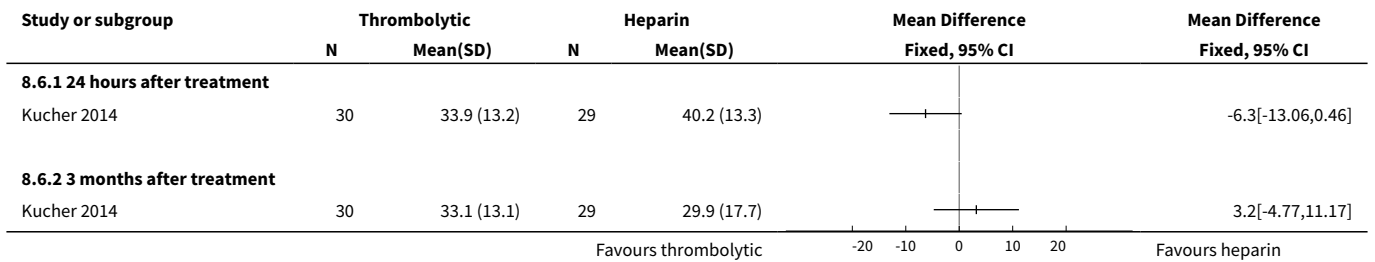 Study or subgroup Thrombolytic Heparin Mean Difference Mean Difference
N Mean(SD) N Mean(SD) Fixed, 95% CI Fixed, 95% CI
8.6.1 24 hours after treatment
Kucher 2014 30 33.9 (13.2) 29 40.2 (13.3) -6.3[-13.06,0.46]
8.6.2 3 months after treatment
Kucher 2014 30 33.1 (13.1) 29 29.9 (17.7) 3.2[-4.77,11.17]
Favours thrombolytic -20 -10 0 10 20 Favours heparin